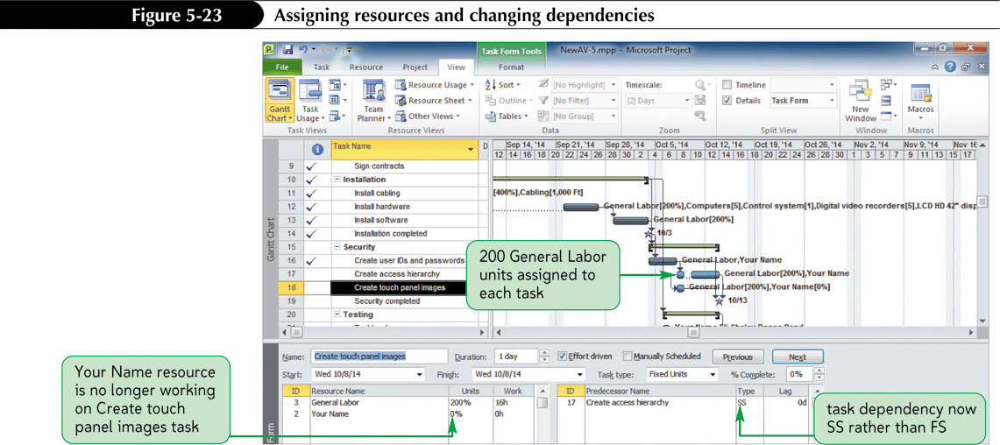 Figure 5-23 Assigning resources and changing dependencies
Task Form Tools NewAV-5.mpp - Microsoft Project
File Task Resource Project View Format
Gantt Chart
Task Usage
Task Views
Team Planner
Resource Usage
Resource Sheet
Other Views
Resource Views
Sort
Outline
Tables
[No Highlight]
[No Filter]
[No Group]
Data
Timescale:
[2] Days
Zoom
Timeline
Details Task Form
Split View
New Window
Window
Macros
Macros
Task Name D
Sep 14, '14 Sep 21, '14 Sep 28, '14 Oct 5, '14 Oct 12, '14 Oct 19, '14 Oct 26, '14 Nov 2, '14 Nov 9, '14 Nov 16
12 14 16 18 20 22 24 26 28 30 2 4 6 8 10 12 14 16 18 20 22 24 26 28 30 1 3 5 7 9 11 13 15 17
9 Sign contracts
10 Installation
11 Install cabling [400%],Cabling[1,000 Ft]
12 Install hardware General Labor[200%],Computers[5],Control system[1],Digital video recorders[5],LCD HD 42" disp
13 Install software General Labor[200%]
14 Installation completed 10/3
15 Security
16 Create user IDs and passwords General Labor,Your Name
17 Create access hierarchy General Labor[200%],Your Name
18 Create touch panel images General Labor[200%],Your Name[0%]
19 Security completed 10/13
20 Testing
Gantt Chart
200 General Labor
units assigned to
each task
Name: Create touch panel images Duration: 1 day Effort driven Manually Scheduled Previous Next
Start: Wed 10/8/14 Finish: Wed 10/8/14 Task type: Fixed Units % Complete: 0%
ID Resource Name Units Work ID Predecessor Name Type Lag
3 General Labor 200% 16h 17 Create access hierarchy SS 0d
2 Your Name 0% 0h
Form
Your Name resource
is no longer working
on Create touch
panel images task
task dependency now
SS rather than FS